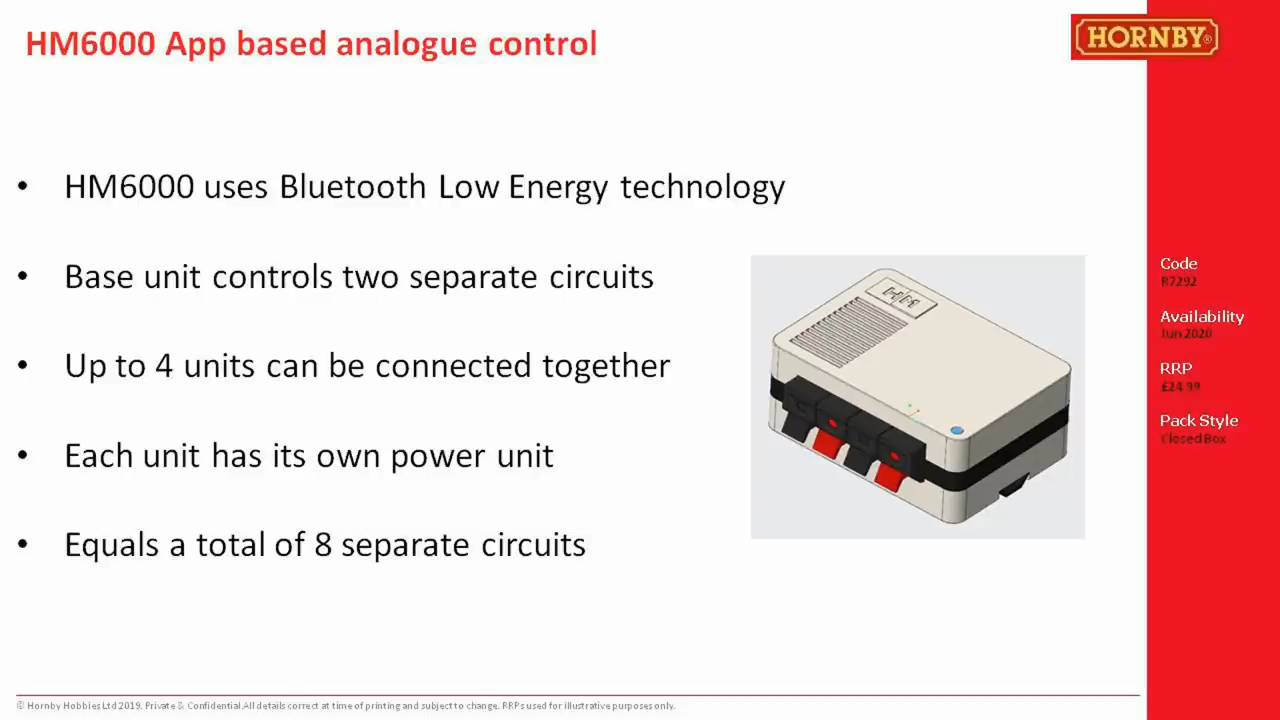 HM6000 App based analogue control
HORNBY®
• HM6000 uses Bluetooth Low Energy technology
• Base unit controls two separate circuits
• Up to 4 units can be connected together
• Each unit has its own power unit
• Equals a total of 8 separate circuits
HM
Code
R7292
Availability
Jun 2020
RRP
£24.99
Pack Style
Closed Box
© Hornby Hobbies Ltd 2019. Private & Confidential.All details correct at time of printing and subject to change. RRPs used for illustrative purposes only.